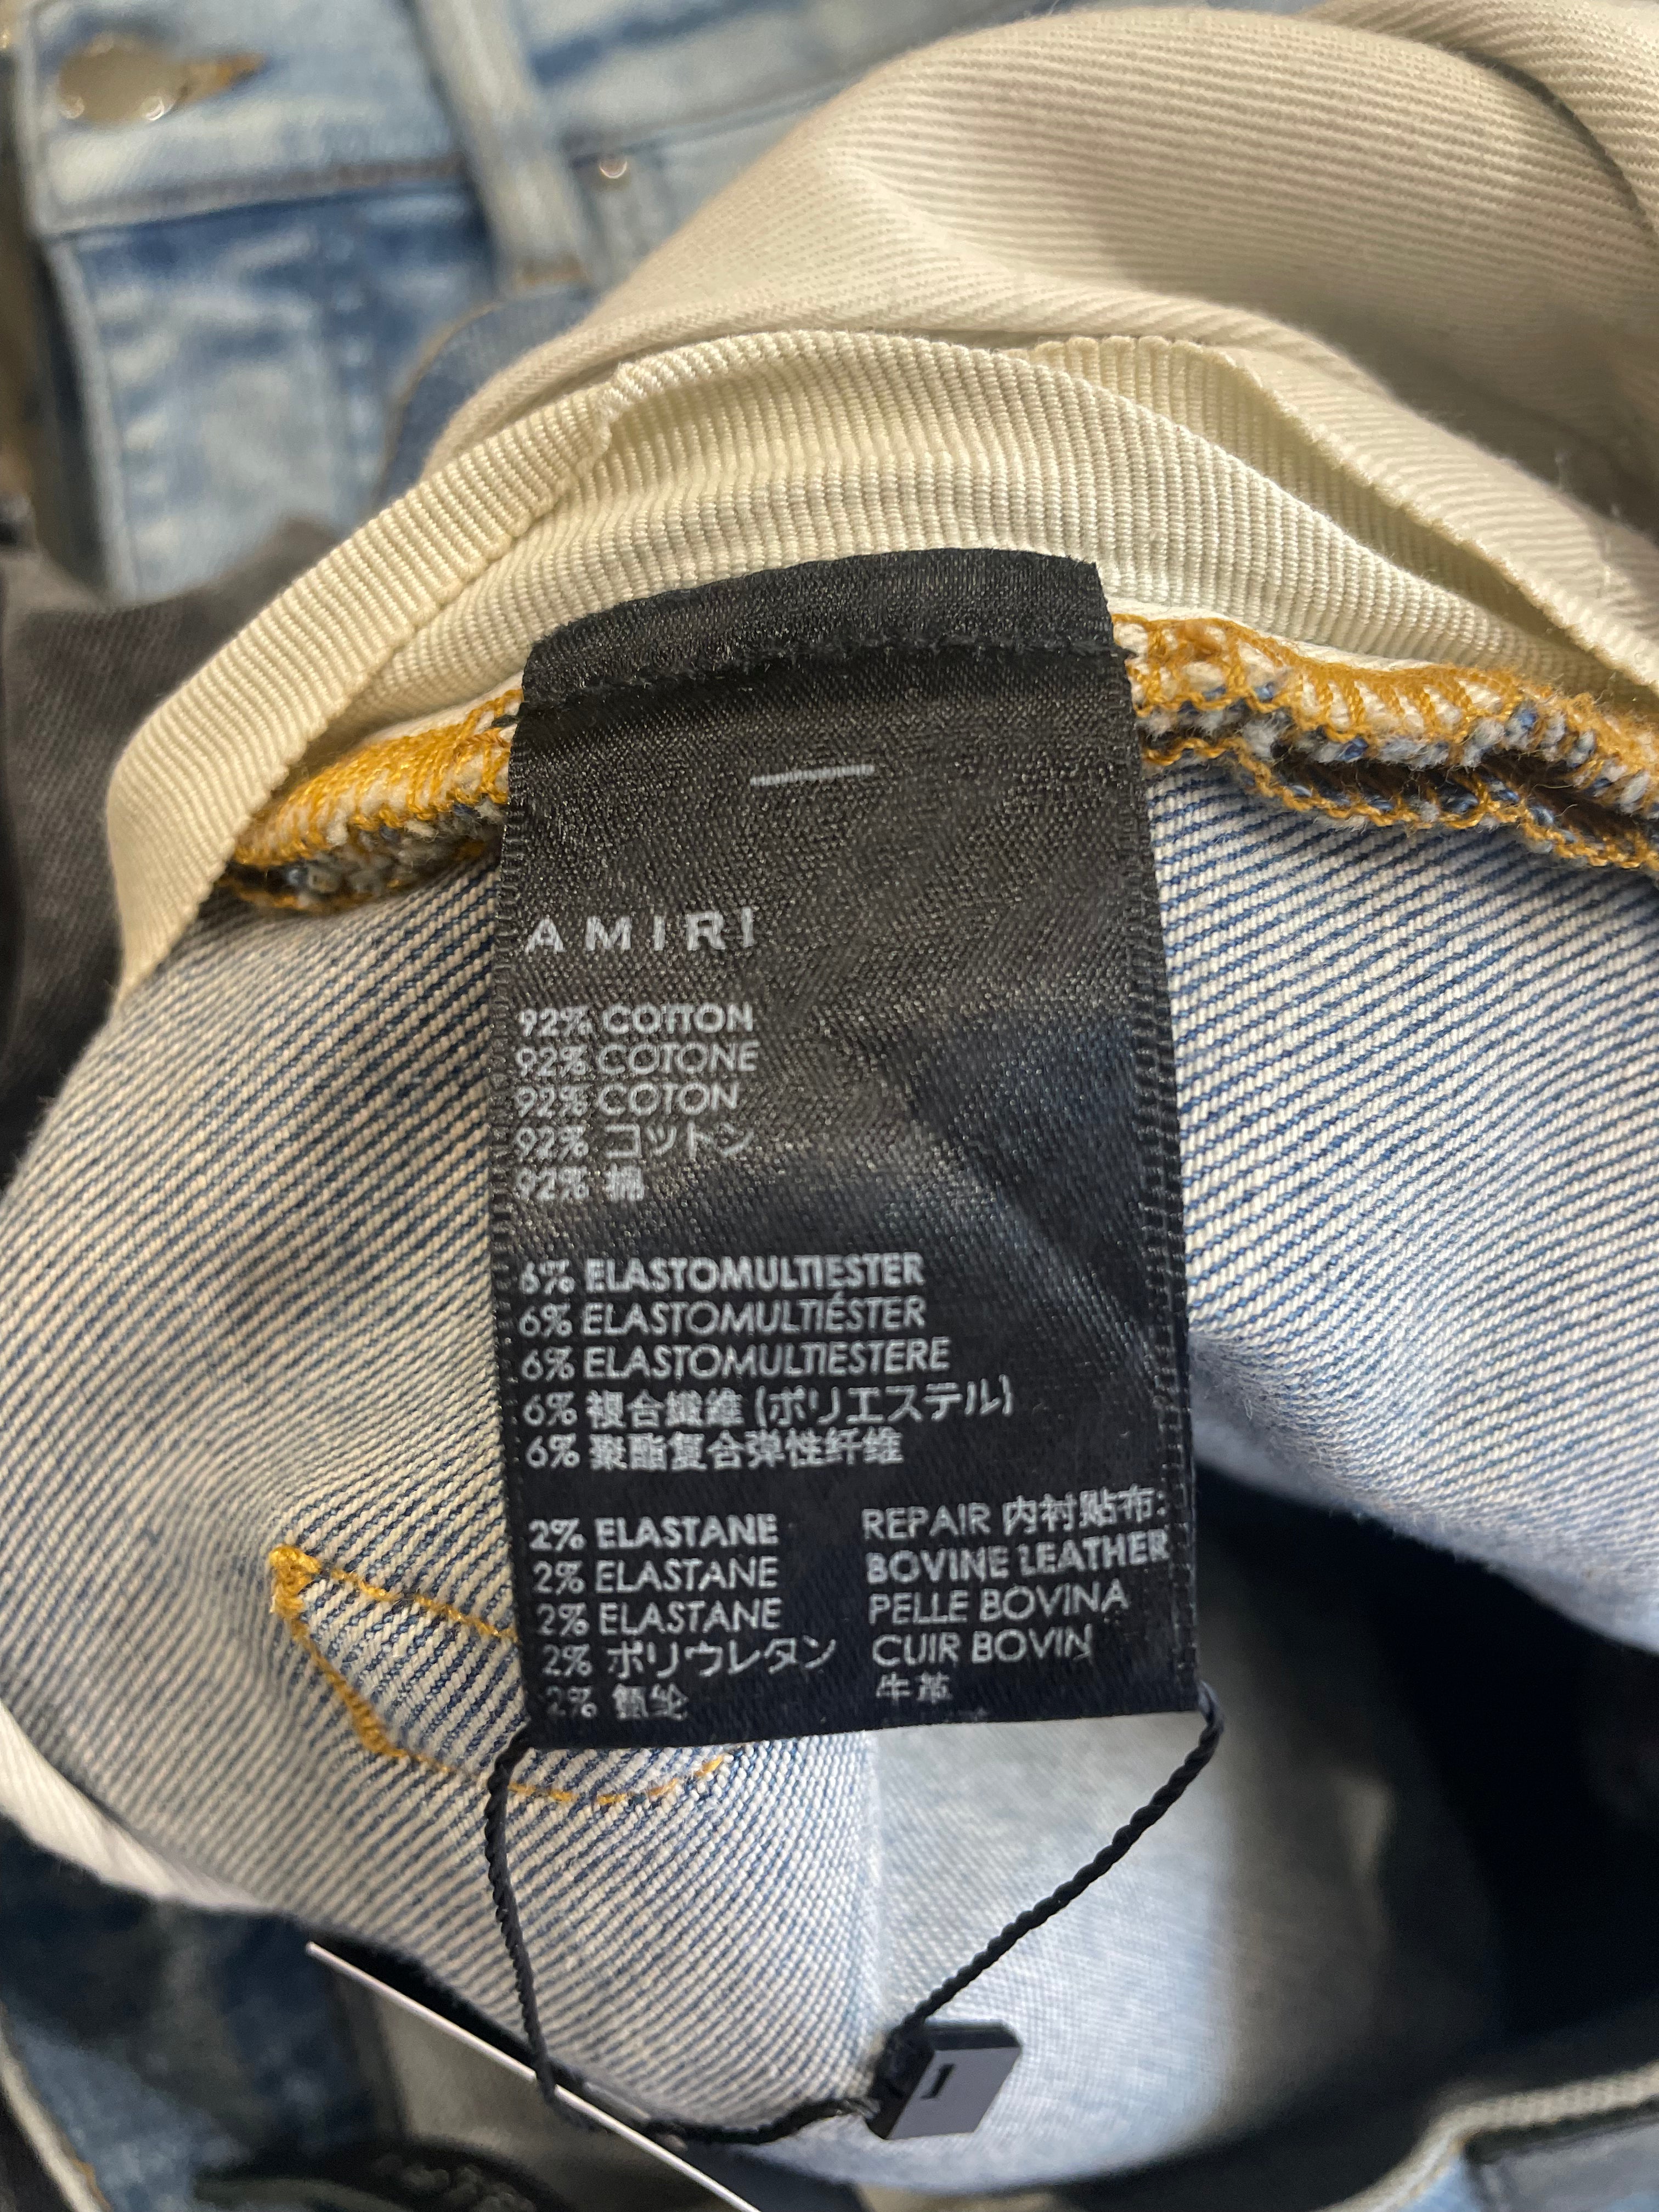 AMIRI
92% COTTON
92% COTONE
92% COTON
92% コットン
92% 棉
6% ELASTOMULTIESTER
6% ELASTOMULTIÉSTER
6% ELASTOMULTIESTERE
6% 複合繊維 (ポリエステル)
6% 聚酯复合弹性纤维
2% ELASTANE
2% ELASTANE
2% ELASTANE
2% ポリウレタン
2% 氨纶
REPAIR 内衬贴布:
BOVINE LEATHER
PELLE BOVINA
CUIR BOVIN
牛革